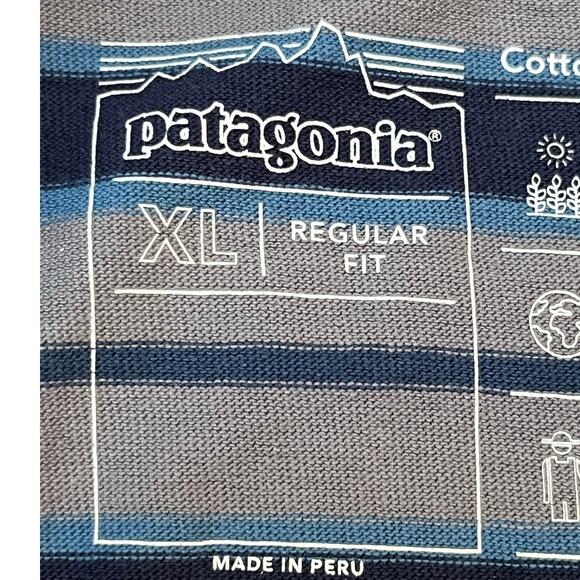 patagonia®
XL
REGULAR
FIT
MADE IN PERU